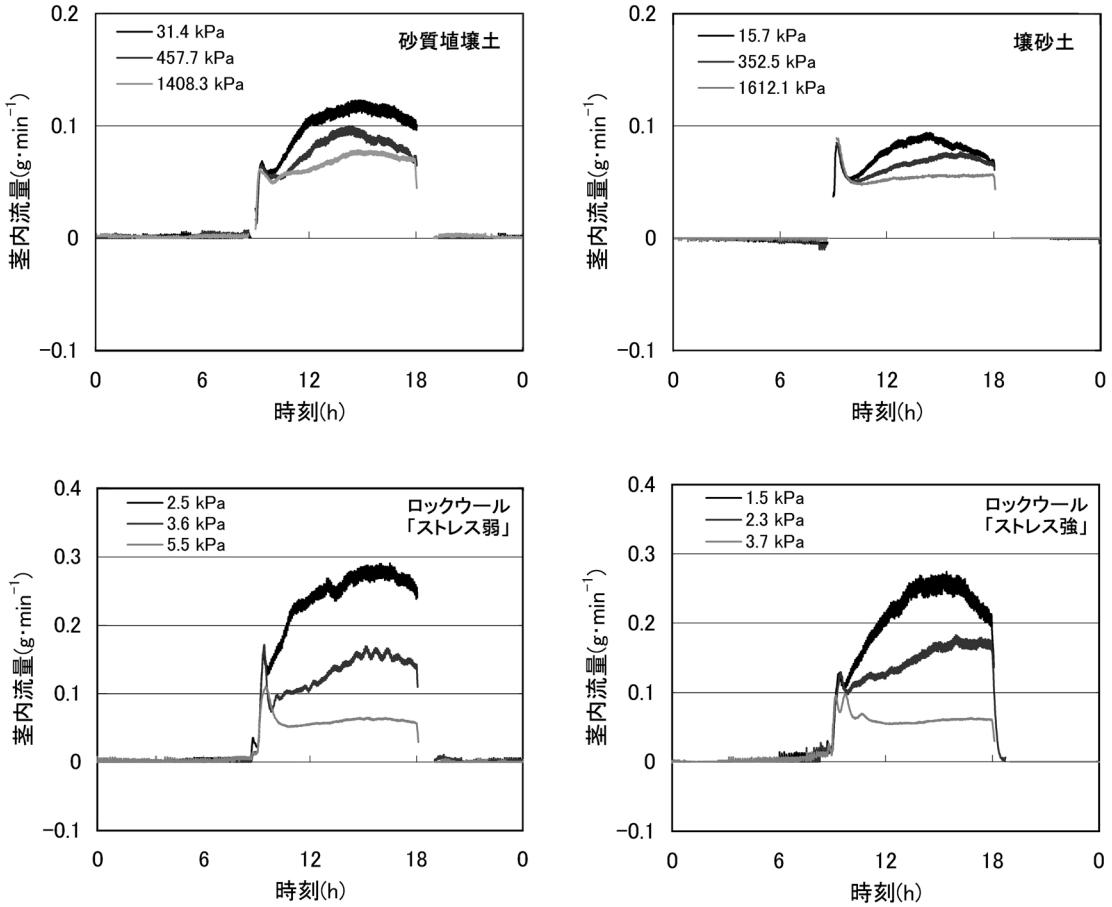 砂質埴壌土
31.4 kPa
457.7 kPa
1408.3 kPa
0.2
0.1
0
−0.1
茎内流量(g·min⁻¹)
0
6
12
18
0
時刻(h)
壌砂土
15.7 kPa
352.5 kPa
1612.1 kPa
0.2
0.1
0
−0.1
茎内流量(g·min⁻¹)
0
6
12
18
0
時刻(h)
ロックウール
「ストレス弱」
2.5 kPa
3.6 kPa
5.5 kPa
0.4
0.3
0.2
0.1
0
−0.1
茎内流量(g·min⁻¹)
0
6
12
18
0
時刻(h)
ロックウール
「ストレス強」
1.5 kPa
2.3 kPa
3.7 kPa
0.4
0.3
0.2
0.1
0
−0.1
茎内流量(g·min⁻¹)
0
6
12
18
0
時刻(h)